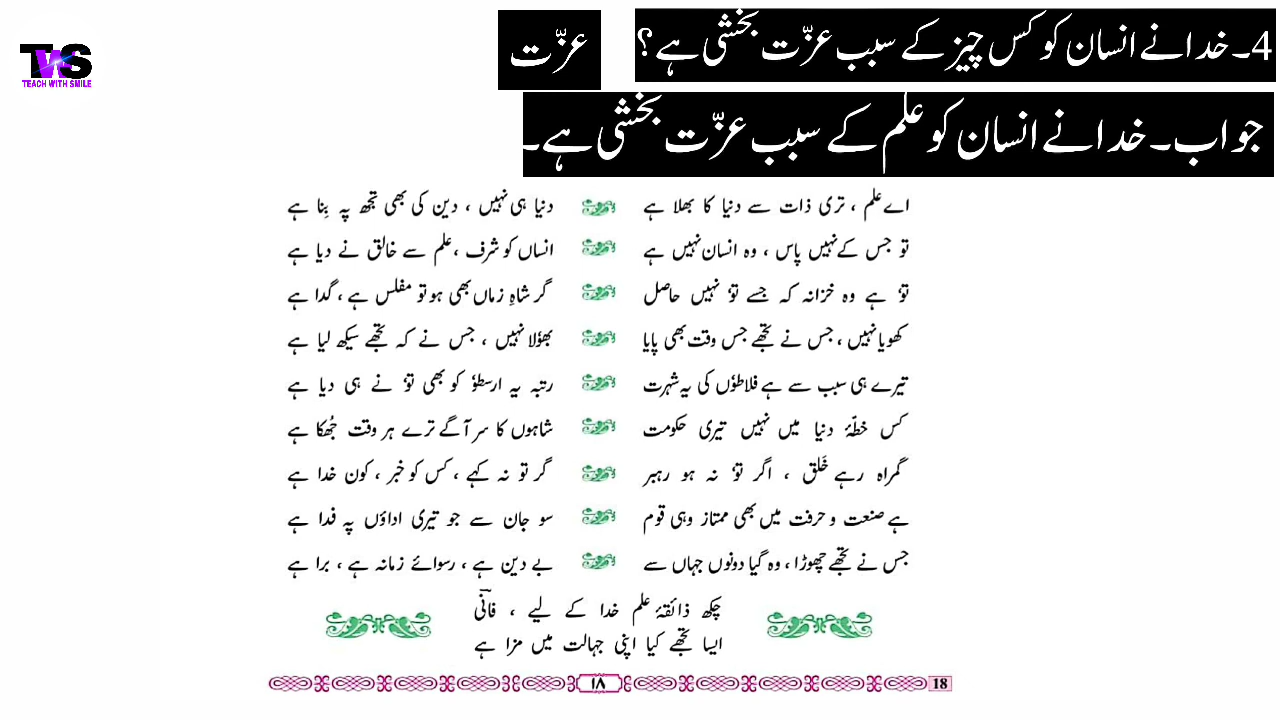 TWS
TEACH WITH SMILE
4۔خدا نے انسان کو کس چیز کے سبب عزّت بخشی ہے؟
عزّت
جواب۔خدا نے انسان کو علم کے سبب عزّت بخشی ہے۔
اے علم ، تری ذات سے دنیا کا بھلا ہے دنیا ہی نہیں ، دین کی بھی تجھ پہ بِنا ہے
تو جس کے نہیں پاس ، وہ انسان نہیں ہے انساں کو شرف ، علم سے خالق نے دیا ہے
توٗ ہے وہ خزانہ کہ جسے توٗ نہیں حاصل گر شاہِ زماں بھی ہو تو مفلس ہے ، گدا ہے
کھویا نہیں ، جس نے تجھے جس وقت بھی پایا بھوٗلا نہیں ، جس نے کہ تجھے سیکھ لیا ہے
تیرے ہی سبب سے ہے فلاطوٗں کی یہ شہرت رتبہ یہ ارسطوٗ کو بھی توٗ نے ہی دیا ہے
کس خطّۂ دنیا میں نہیں تیری حکومت شاہوں کا سر آگے ترے ہر وقت جُھکا ہے
گمراہ رہے خَلق ، اگر توٗ نہ ہو رہبر گر تو نہ کہے ، کس کو خبر ، کون خدا ہے
ہے صنعت و حرفت میں بھی ممتاز وہی قوم سو جان سے جو تیری اداؤں پہ فدا ہے
جس نے تجھے چھوڑا ، وہ گیا دونوں جہاں سے بے دین ہے ، رسوائے زمانہ ہے ، برا ہے
چکھ ذائقۂ علم خدا کے لیے ، فانیؔ
ایسا تجھے کیا اپنی جہالت میں مزا ہے
۱۸
18